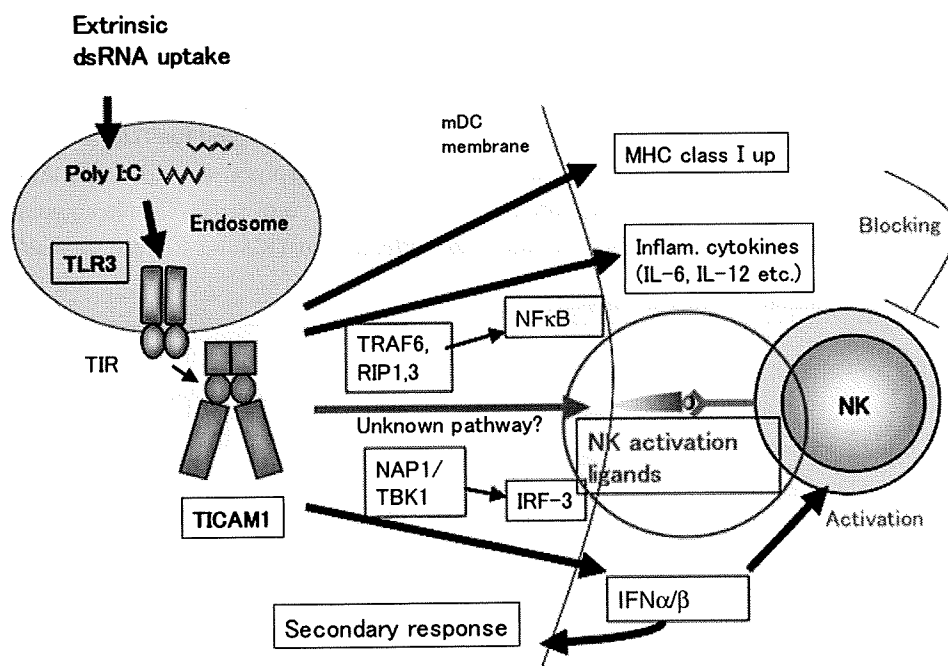 Extrinsic
dsRNA uptake
mDC
membrane
MHC class I up
Poly I:C
Endosome
Blocking
TLR3
Inflam. cytokines
(IL-6, IL-12 etc.)
NFκB
TRAF6,
RIP1,3
TIR
NK
Unknown pathway?
NK activation
ligands
NAP1/
TBK1
IRF-3
TICAM1
Activation
IFNα/β
Secondary response